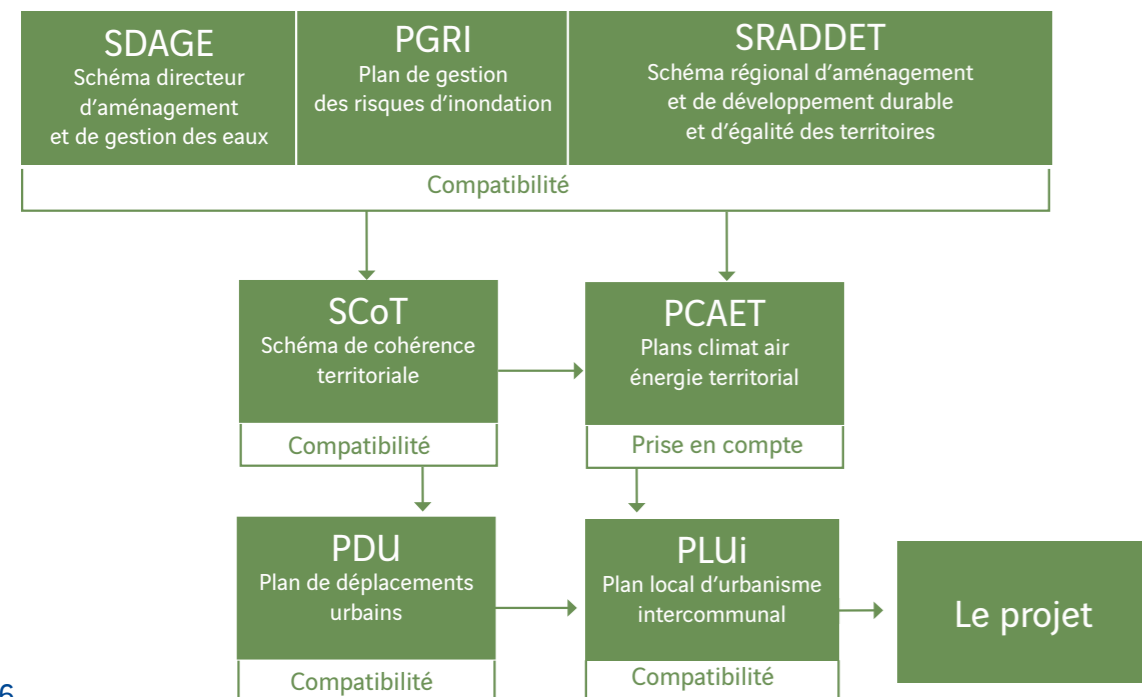 SDAGE
Schéma directeur
d'aménagement
et de gestion des eaux
PGRI
Plan de gestion
des risques d'inondation
SRADDET
Schéma régional d'aménagement
et de développement durable
et d'égalité des territoires
Compatibilité
SCoT
Schéma de cohérence
territoriale
Compatibilité
PCAET
Plans climat air
énergie territorial
Prise en compte
PDU
Plan de déplacements
urbains
Compatibilité
PLUi
Plan local d'urbanisme
intercommunal
Compatibilité
Le projet
6